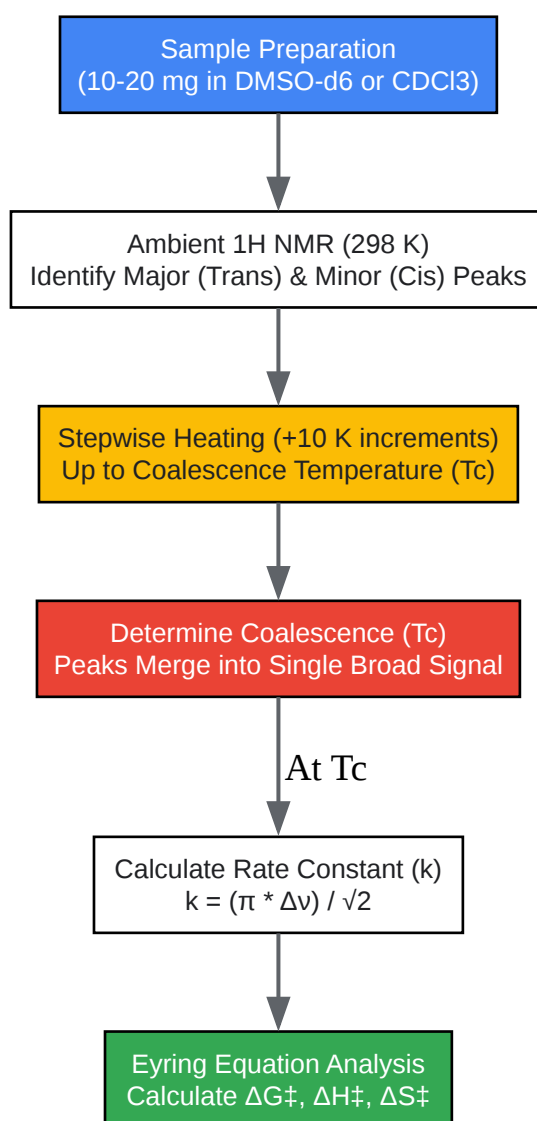 Sample Preparation
(10-20 mg in DMSO-d6 or CDCl3)
Ambient 1H NMR (298 K)
Identify Major (Trans) & Minor (Cis) Peaks
Stepwise Heating (+10 K increments)
Up to Coalescence Temperature (Tc)
Determine Coalescence (Tc)
Peaks Merge into Single Broad Signal
At Tc
Calculate Rate Constant (k)
k = (π * Δν) / √2
Eyring Equation Analysis
Calculate ΔG‡, ΔH‡, ΔS‡